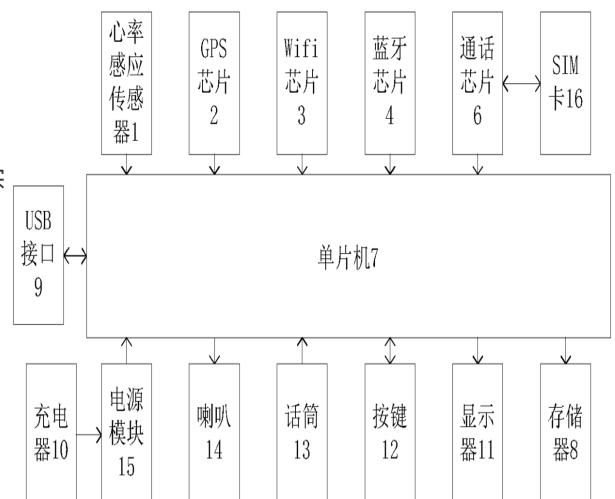 心率
感应
传感
器1
GPS
芯片
2
Wifi
芯片
3
蓝牙
芯片
4
通话
芯片
6
SIM
卡16
USB
接口
9
单片机7
充电
器10
电源
模块
15
喇叭
14
话筒
13
按键
12
显示
器11
存储
器8